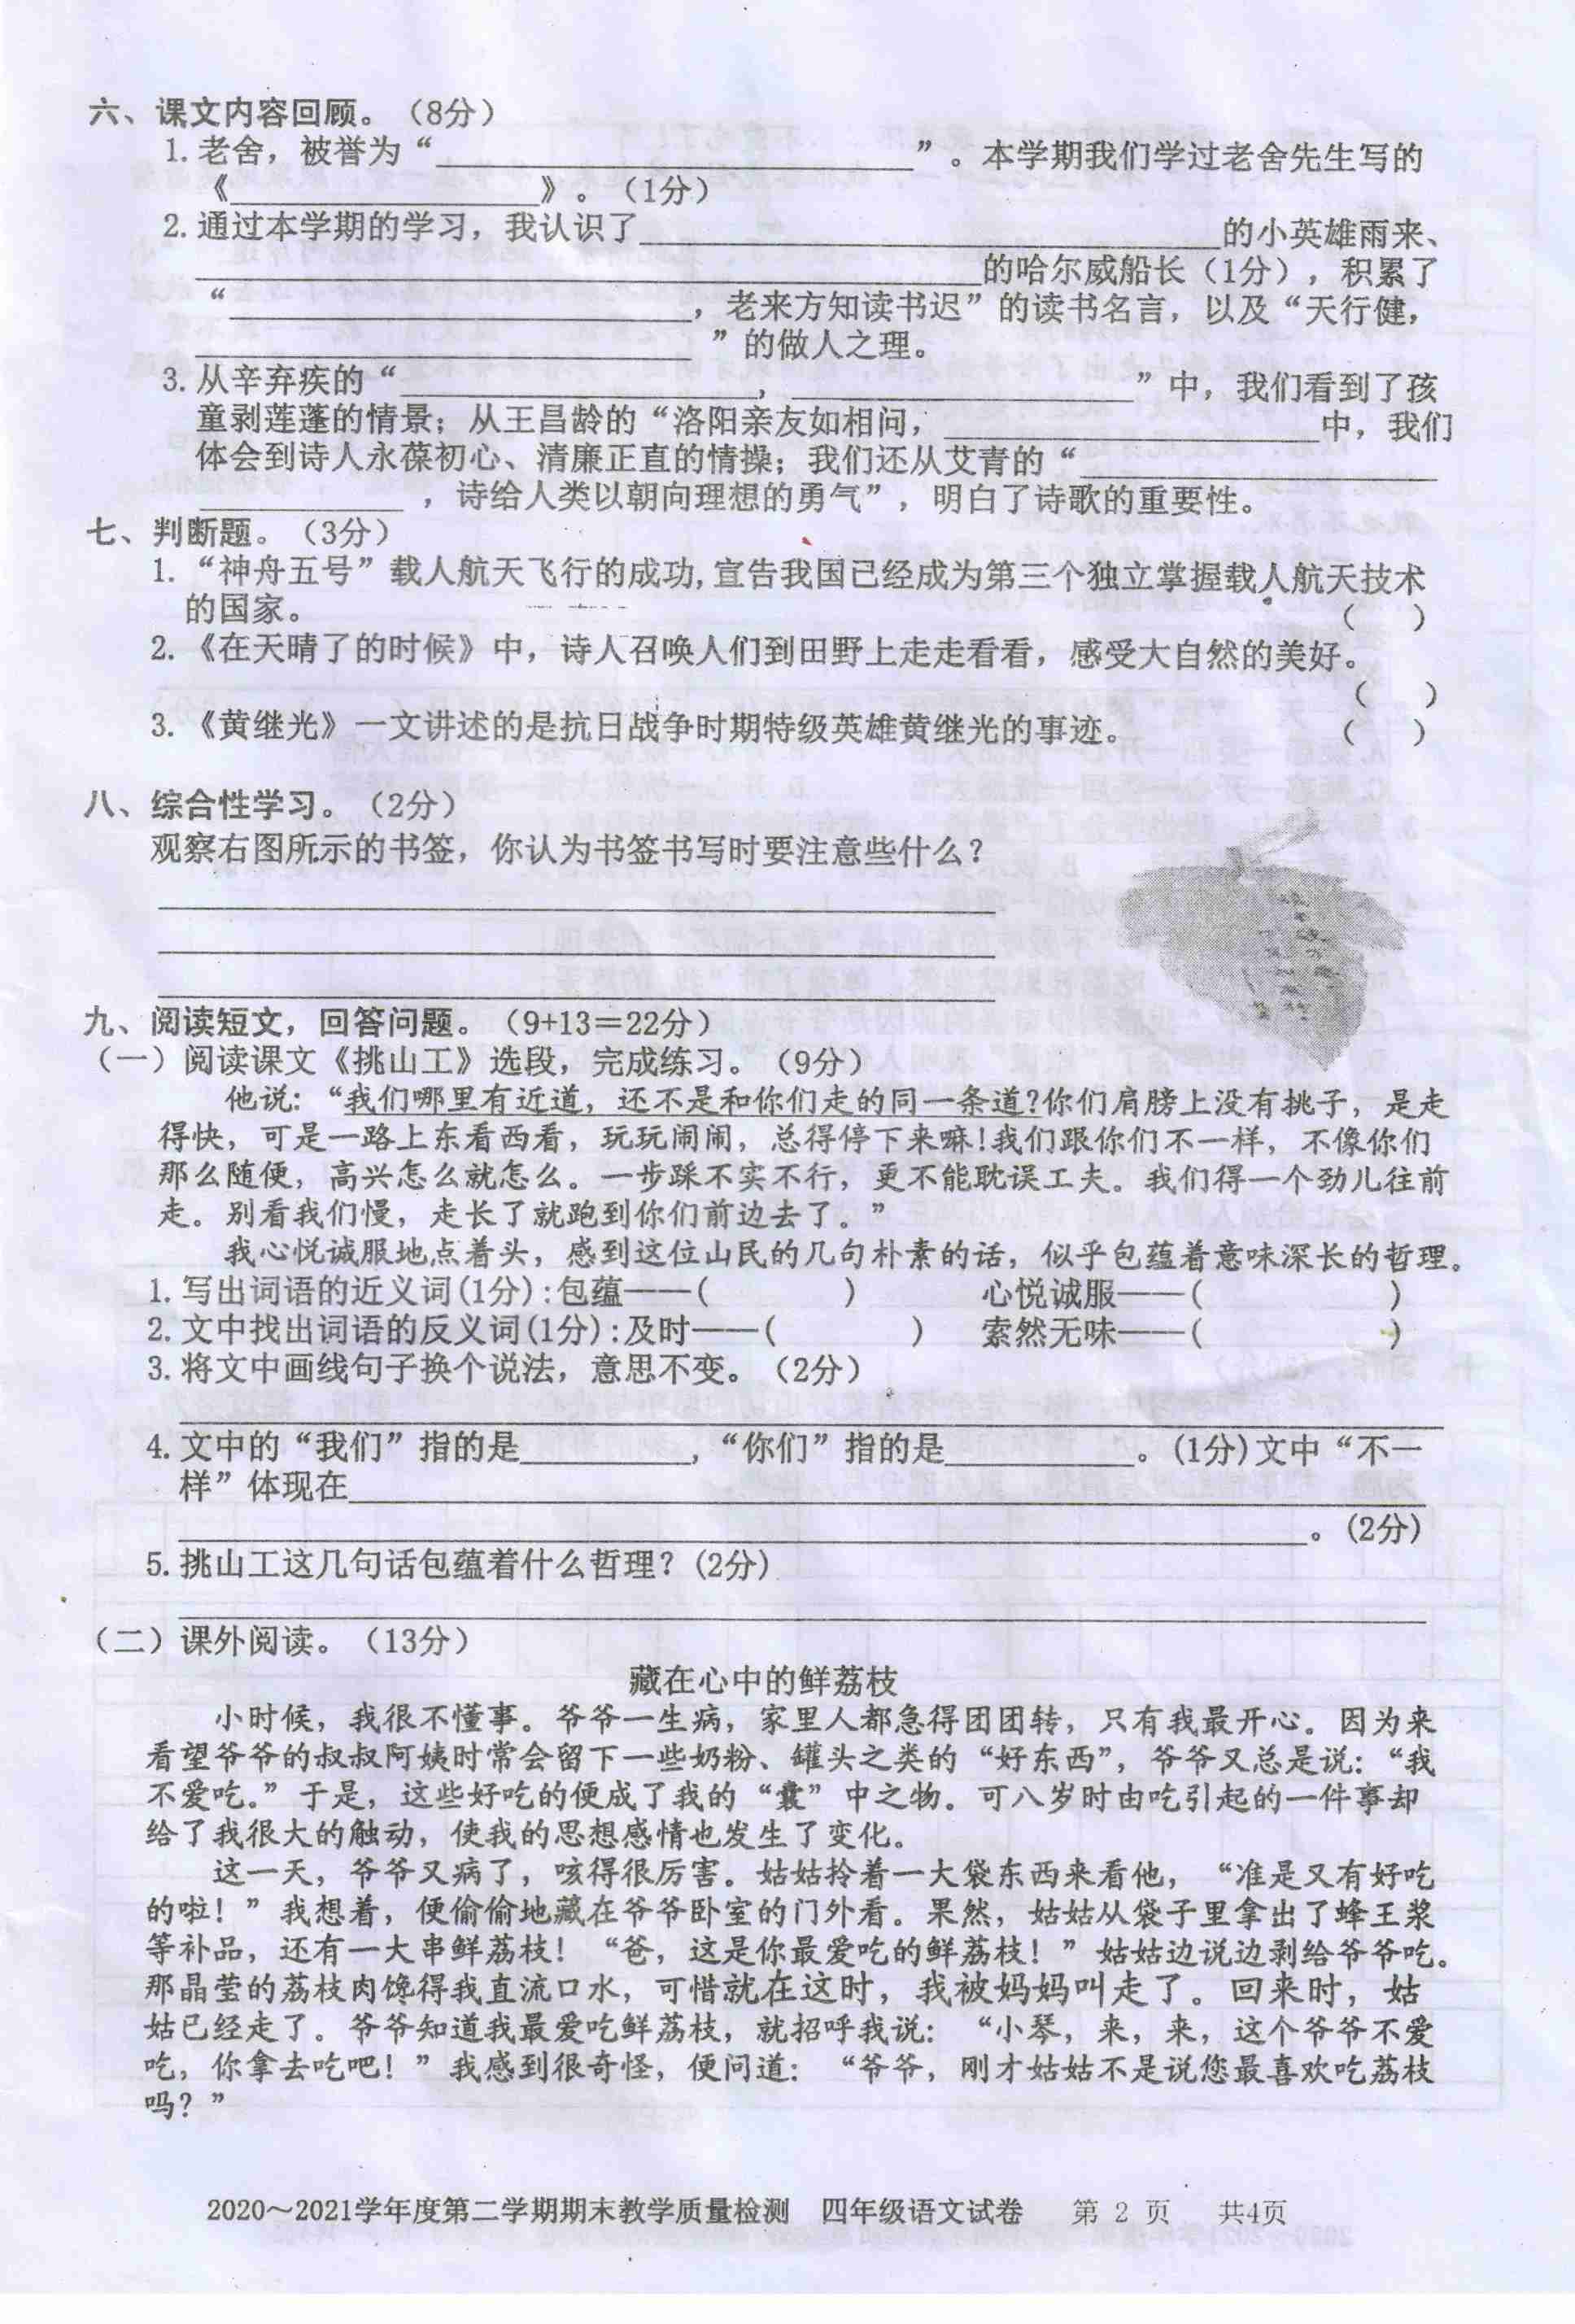 六、课文内容回顾。（8分）
1.老舍，被誉为“____________”。本学期我们学过老舍先生写的
《____________》。（1分）
2.通过本学期的学习，我认识了____________的小英雄雨来、
____________的哈尔威船长（1分），积累了
“____________，老来方知读书迟”的读书名言，以及“天行健，
____________”的做人之理。
3.从辛弃疾的“____________，____________”中，我们看到了孩
童剥莲蓬的情景；从王昌龄的“洛阳亲友如相问，____________中，我们
体会到诗人永葆初心、清廉正直的情操；我们还从艾青的“____________
____________，诗给人类以朝向理想的勇气”，明白了诗歌的重要性。
七、判断题。（3分）
1.“神舟五号”载人航天飞行的成功,宣告我国已经成为第三个独立掌握载人航天技术
的国家。（　）
2.《在天晴了的时候》中，诗人召唤人们到田野上走走看看，感受大自然的美好。
（　）
3.《黄继光》一文讲述的是抗日战争时期特级英雄黄继光的事迹。（　）
八、综合性学习。（2分）
观察右图所示的书签，你认为书签书写时要注意些什么？
九、阅读短文，回答问题。（9+13＝22分）
（一）阅读课文《挑山工》选段，完成练习。（9分）
他说：“我们哪里有近道，还不是和你们走的同一条道?你们肩膀上没有挑子，是走
得快，可是一路上东看西看，玩玩闹闹，总得停下来嘛!我们跟你们不一样，不像你们
那么随便，高兴怎么就怎么。一步踩不实不行，更不能耽误工夫。我们得一个劲儿往前
走。别看我们慢，走长了就跑到你们前边去了。”
我心悦诚服地点着头，感到这位山民的几句朴素的话，似乎包蕴着意味深长的哲理。
1.写出词语的近义词(1分):包蕴——(　　　) 心悦诚服——(　　　)
2.文中找出词语的反义词(1分):及时——(　　　) 索然无味——(　　　)
3.将文中画线句子换个说法，意思不变。（2分）
4.文中的“我们”指的是________,“你们”指的是________。(1分)文中“不一
样”体现在____________
____________。(2分)
5.挑山工这几句话包蕴着什么哲理？(2分)
（二）课外阅读。（13分）
藏在心中的鲜荔枝
小时候，我很不懂事。爷爷一生病，家里人都急得团团转，只有我最开心。因为来
看望爷爷的叔叔阿姨时常会留下一些奶粉、罐头之类的“好东西”，爷爷又总是说：“我
不爱吃。”于是，这些好吃的便成了我的“囊”中之物。可八岁时由吃引起的一件事却
给了我很大的触动，使我的思想感情也发生了变化。
这一天，爷爷又病了，咳得很厉害。姑姑拎着一大袋东西来看他，“准是又有好吃
的啦！”我想着，便偷偷地藏在爷爷卧室的门外看。果然，姑姑从袋子里拿出了蜂王浆
等补品，还有一大串鲜荔枝！“爸，这是你最爱吃的鲜荔枝！”姑姑边说边剥给爷爷吃。
那晶莹的荔枝肉馋得我直流口水，可惜就在这时，我被妈妈叫走了。回来时，姑
姑已经走了。爷爷知道我最爱吃鲜荔枝，就招呼我说：“小琴，来，来，这个爷爷不爱
吃，你拿去吃吧！”我感到很奇怪，便问道：“爷爷，刚才姑姑不是说您最喜欢吃荔枝
吗？”
2020～2021学年度第二学期期末教学质量检测　四年级语文试卷　第 2 页　共4页